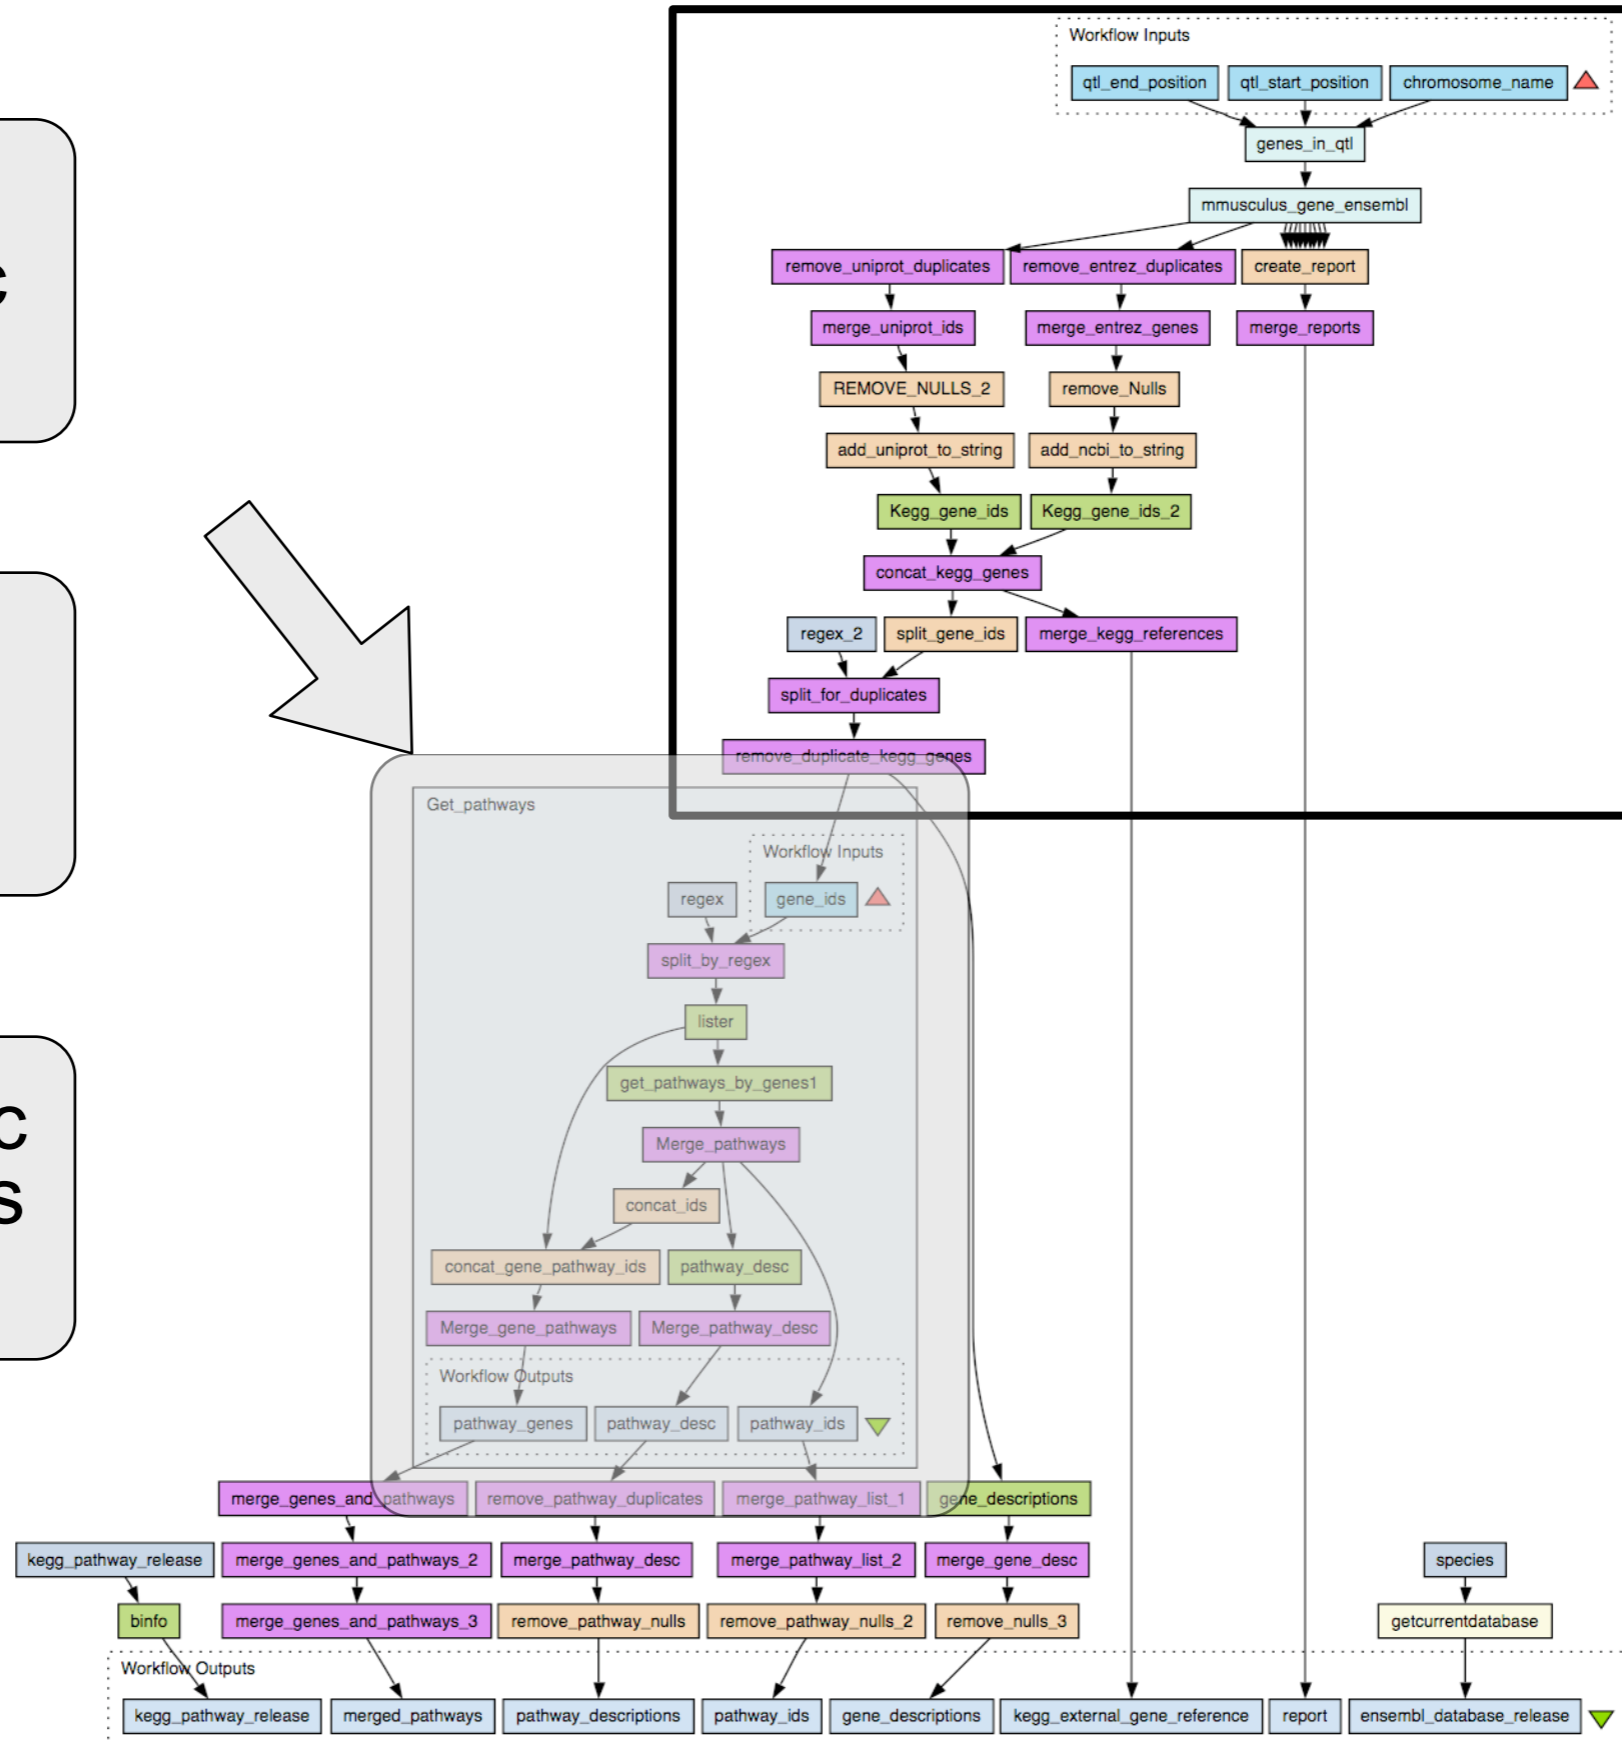 Workflow Inputs
qtl_end_position qtl_start_position chromosome_name
genes_in_qtl
mmusculus_gene_ensembl
remove_uniprot_duplicates remove_entrez_duplicates create_report
merge_uniprot_ids merge_entrez_genes merge_reports
REMOVE_NULLS_2 remove_Nulls
add_uniprot_to_string add_ncbi_to_string
Kegg_gene_ids Kegg_gene_ids_2
concat_kegg_genes
regex_2 split_gene_ids merge_kegg_references
split_for_duplicates
remove_duplicate_kegg_genes
Get_pathways
Workflow Inputs
regex gene_ids
split_by_regex
lister
get_pathways_by_genes1
c
Merge_pathways
s
concat_ids
concat_gene_pathway_ids pathway_desc
Merge_gene_pathways Merge_pathway_desc
Workflow Outputs
pathway_genes pathway_desc pathway_ids
merge_genes_and_pathways remove_pathway_duplicates merge_pathway_list_1 gene_descriptions
kegg_pathway_release merge_genes_and_pathways_2 merge_pathway_desc merge_pathway_list_2 merge_gene_desc species
binfo merge_genes_and_pathways_3 remove_pathway_nulls remove_pathway_nulls_2 remove_nulls_3 getcurrentdatabase
Workflow Outputs
kegg_pathway_release merged_pathways pathway_descriptions pathway_ids gene_descriptions kegg_external_gene_reference report ensembl_database_release